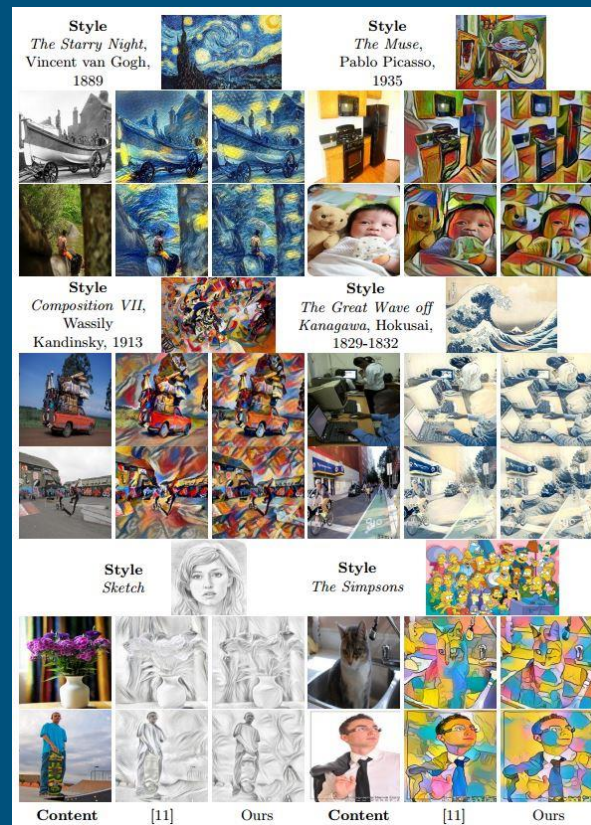 Style
The Starry Night,
Vincent van Gogh,
1889
Style
The Muse,
Pablo Picasso,
1935
Style
Composition VII,
Wassily
Kandinsky, 1913
Style
The Great Wave off
Kanagawa, Hokusai,
1829-1832
Style
Sketch
Style
The Simpsons
Content
[11]
Ours
Content
[11]
Ours